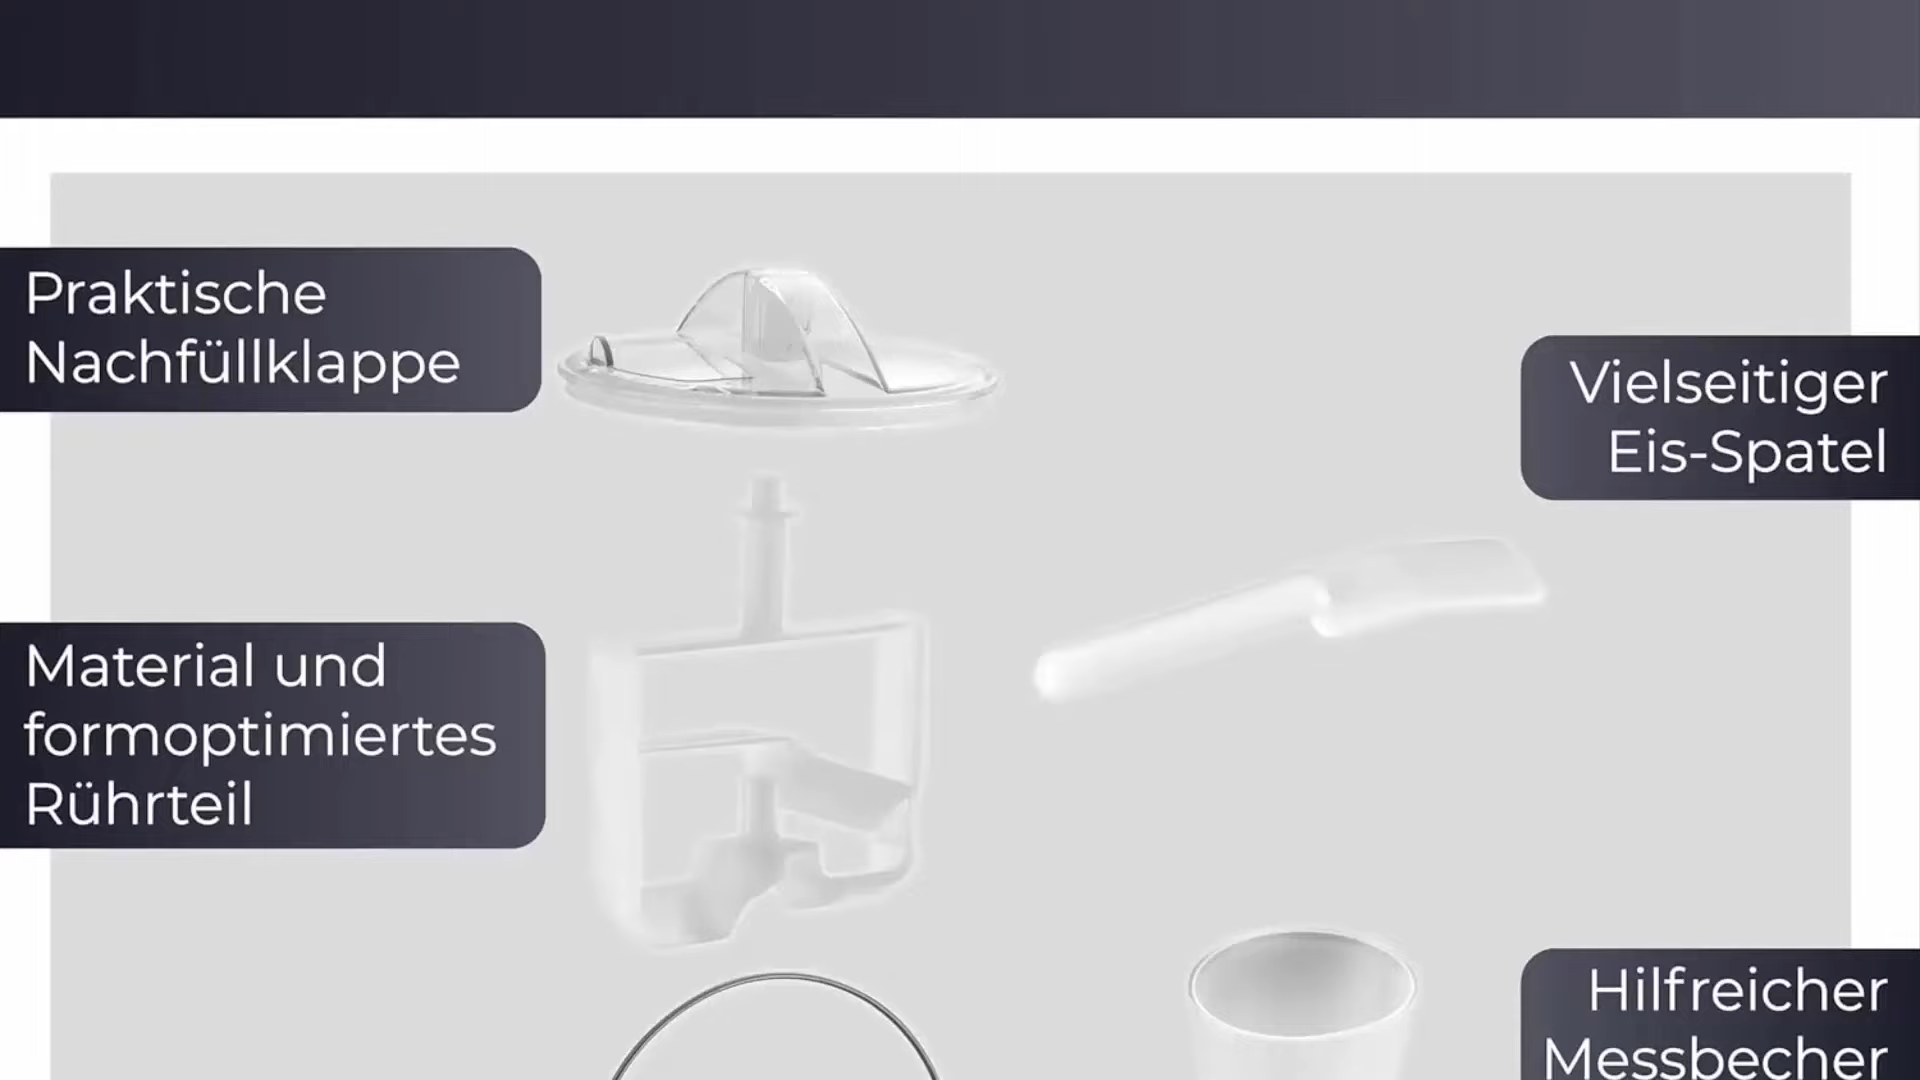 Praktische
Nachfüllklappe
Vielseitiger
Eis-Spatel
Material und
formoptimiertes
Rührteil
Hilfreicher
Messbecher